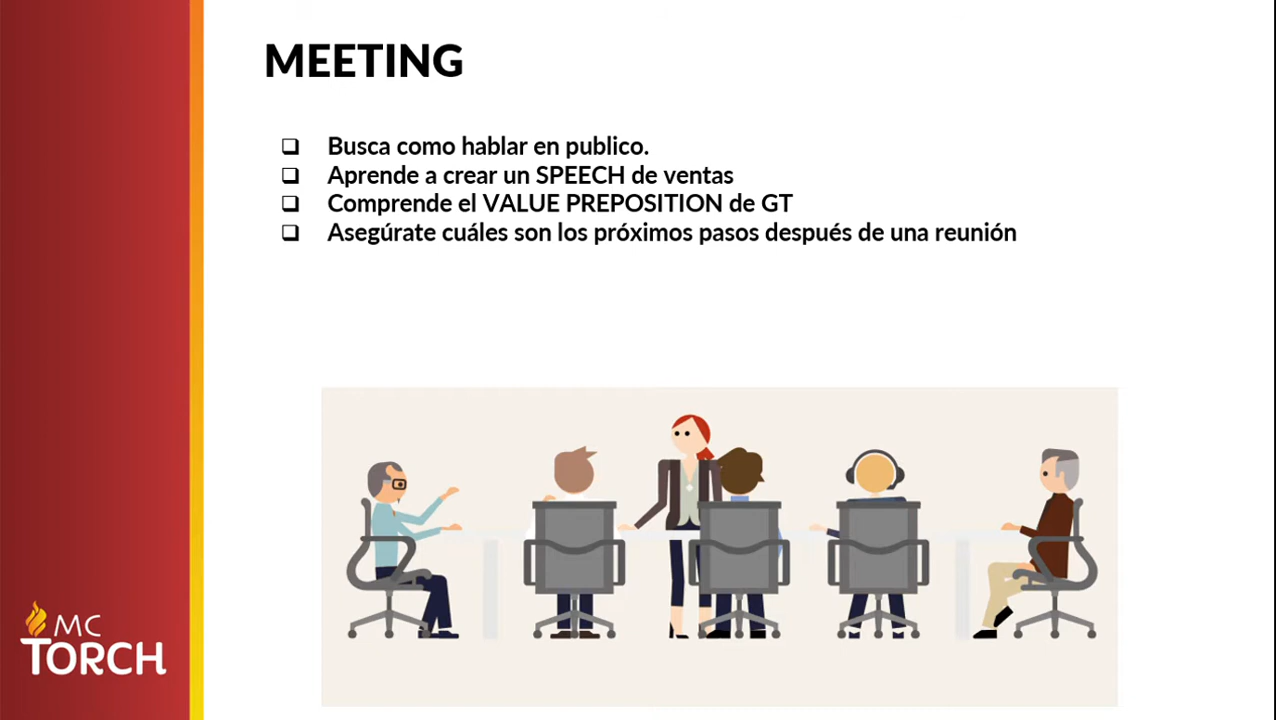 MEETING
❑ Busca como hablar en publico.
❑ Aprende a crear un SPEECH de ventas
❑ Comprende el VALUE PREPOSITION de GT
❑ Asegúrate cuáles son los próximos pasos después de una reunión
MC
TORCH